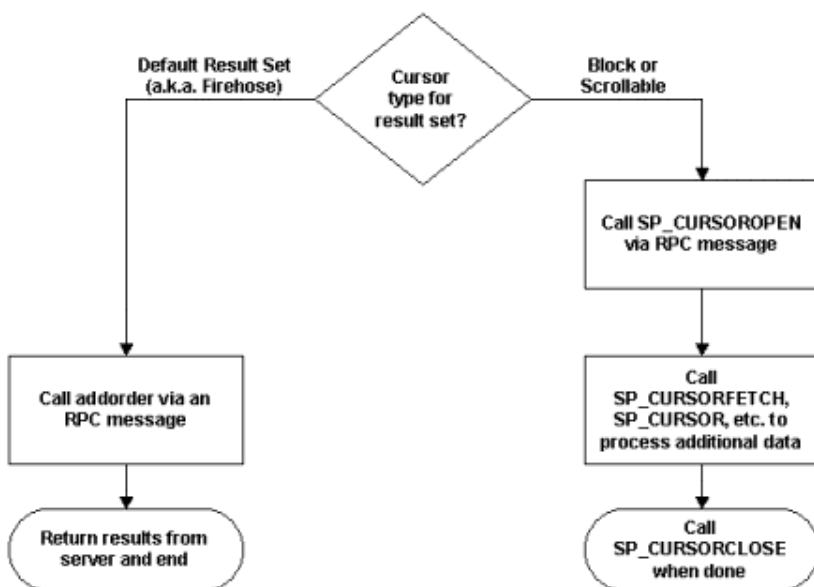 Default Result Set
(a.k.a. Firehose)
Cursor
type for
result set?
Block or
Scrollable
Call SP_CURSOROPEN
via RPC message
Call addorder via an
RPC message
Call
SP_CURSORFETCH,
SP_CURSOR, etc. to
process additional data
Return results from
server and end
Call
SP_CURSORCLOSE
when done